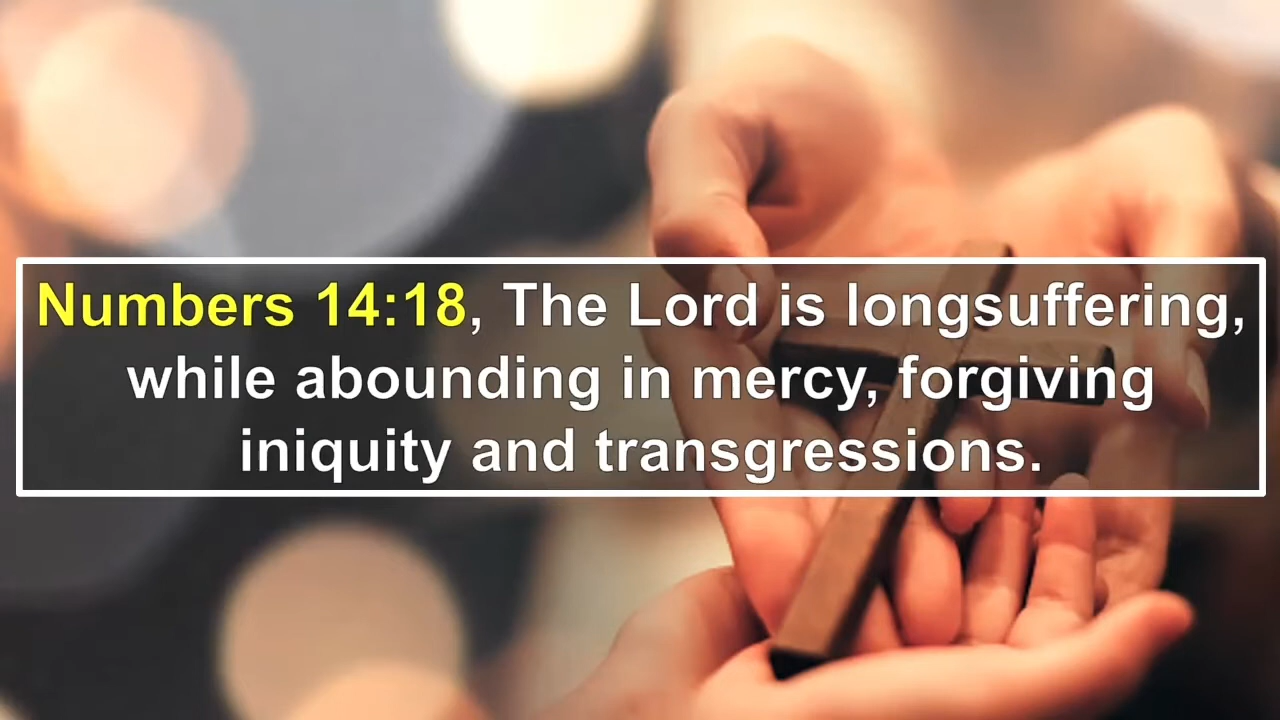 Numbers 14:18, The Lord is longsuffering,
while abounding in mercy, forgiving
iniquity and transgressions.